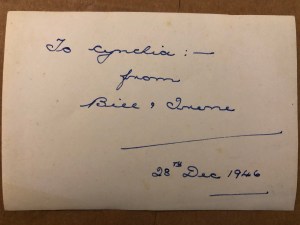 To Cynthia:—
from
Bill & Irene
28TH Dec 1946